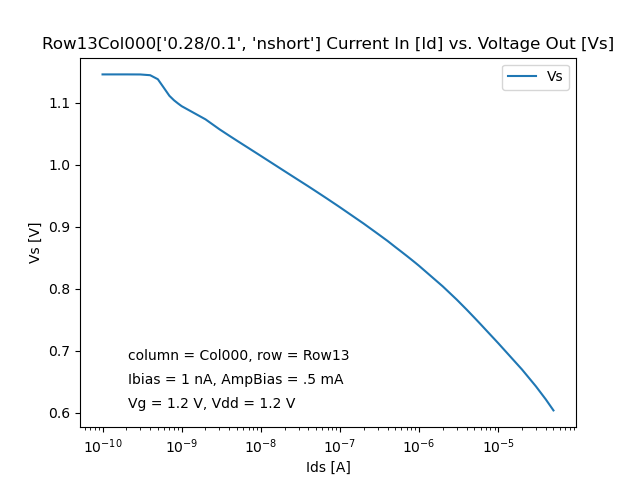 Row13Col000['0.28/0.1', 'nshort'] Current In [Id] vs. Voltage Out [Vs]
Vs
1.1
1.0
0.9
0.8
0.7
0.6
Vs [V]
column = Col000, row = Row13
Ibias = 1 nA, AmpBias = .5 mA
Vg = 1.2 V, Vdd = 1.2 V
10⁻¹⁰ 10⁻⁹ 10⁻⁸ 10⁻⁷ 10⁻⁶ 10⁻⁵
Ids [A]